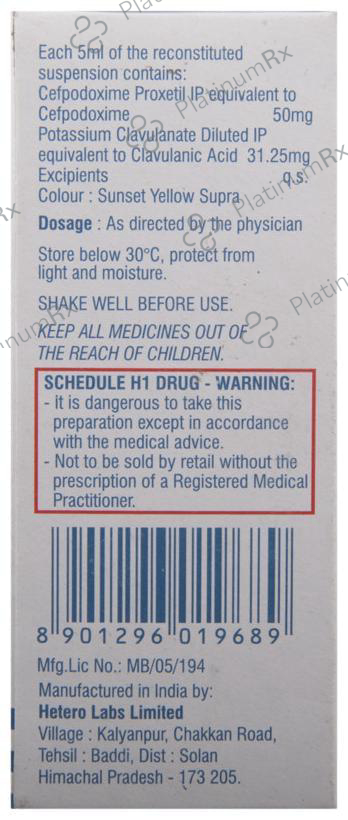 Each 5ml of the reconstituted
suspension contains:
Cefpodoxime Proxetil IP equivalent to
Cefpodoxime 50mg
Potassium Clavulanate Diluted IP
equivalent to Clavulanic Acid 31.25mg
Excipients q.s.
Colour : Sunset Yellow Supra
Dosage : As directed by the physician
Store below 30°C, protect from
light and moisture.
SHAKE WELL BEFORE USE.
KEEP ALL MEDICINES OUT OF
THE REACH OF CHILDREN.
SCHEDULE H1 DRUG - WARNING:
- It is dangerous to take this
preparation except in accordance
with the medical advice.
- Not to be sold by retail without the
prescription of a Registered Medical
Practitioner.
8 901296 019689
Mfg.Lic No.: MB/05/194
Manufactured in India by:
Hetero Labs Limited
Village : Kalyanpur, Chakkan Road,
Tehsil : Baddi, Dist : Solan
Himachal Pradesh - 173 205.
PlatinumRx
PlatinumRx
PlatinumRx